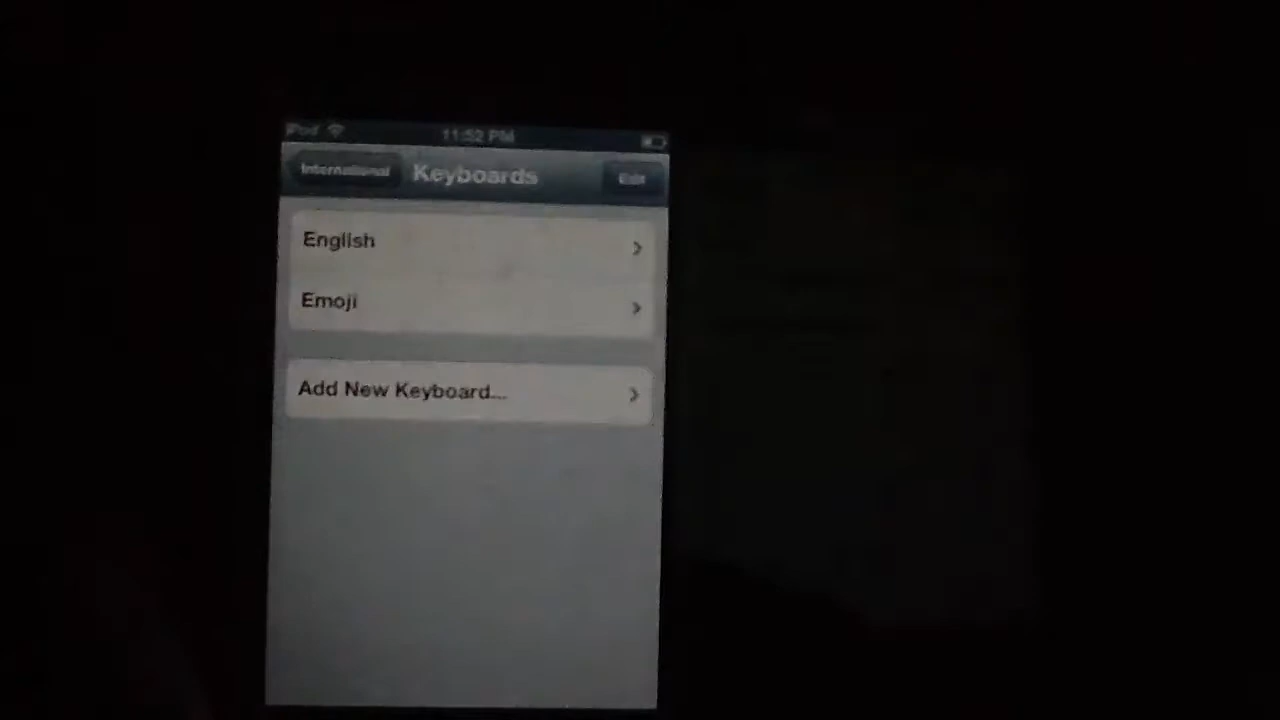 iPod 11:52 PM
International Keyboards Edit
English
Emoji
Add New Keyboard...